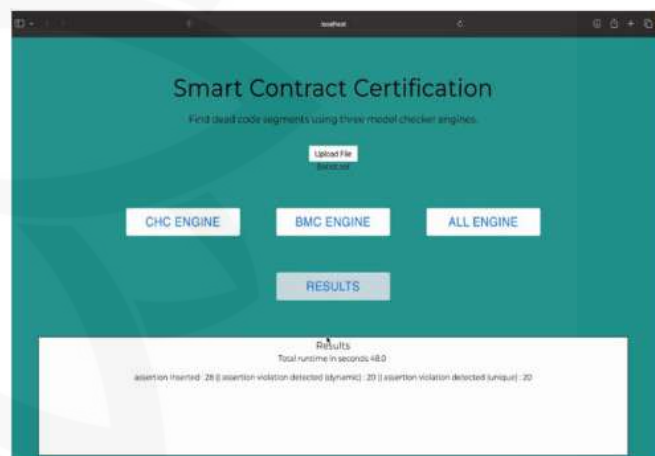 localhost
Smart Contract Certification
Find dead code segments using three model checker engines.
Upload File
CHC ENGINE
BMC ENGINE
ALL ENGINE
RESULTS
Results
Total runtime in seconds 48.0
assertion inserted : 28 || assertion violation detected (dynamic) : 20 || assertion violation detected (unique) : 20